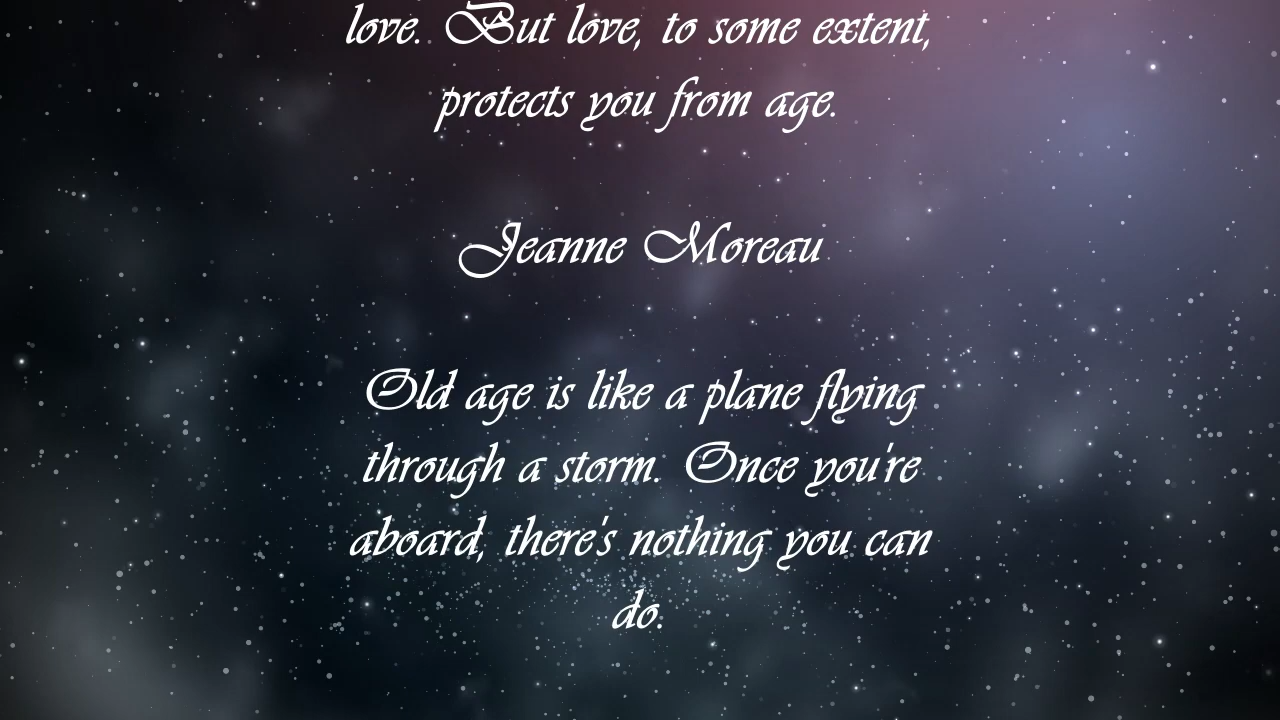 love. But love, to some extent,
protects you from age.
Jeanne Moreau
Old age is like a plane flying
through a storm. Once you're
aboard, there's nothing you can
do.